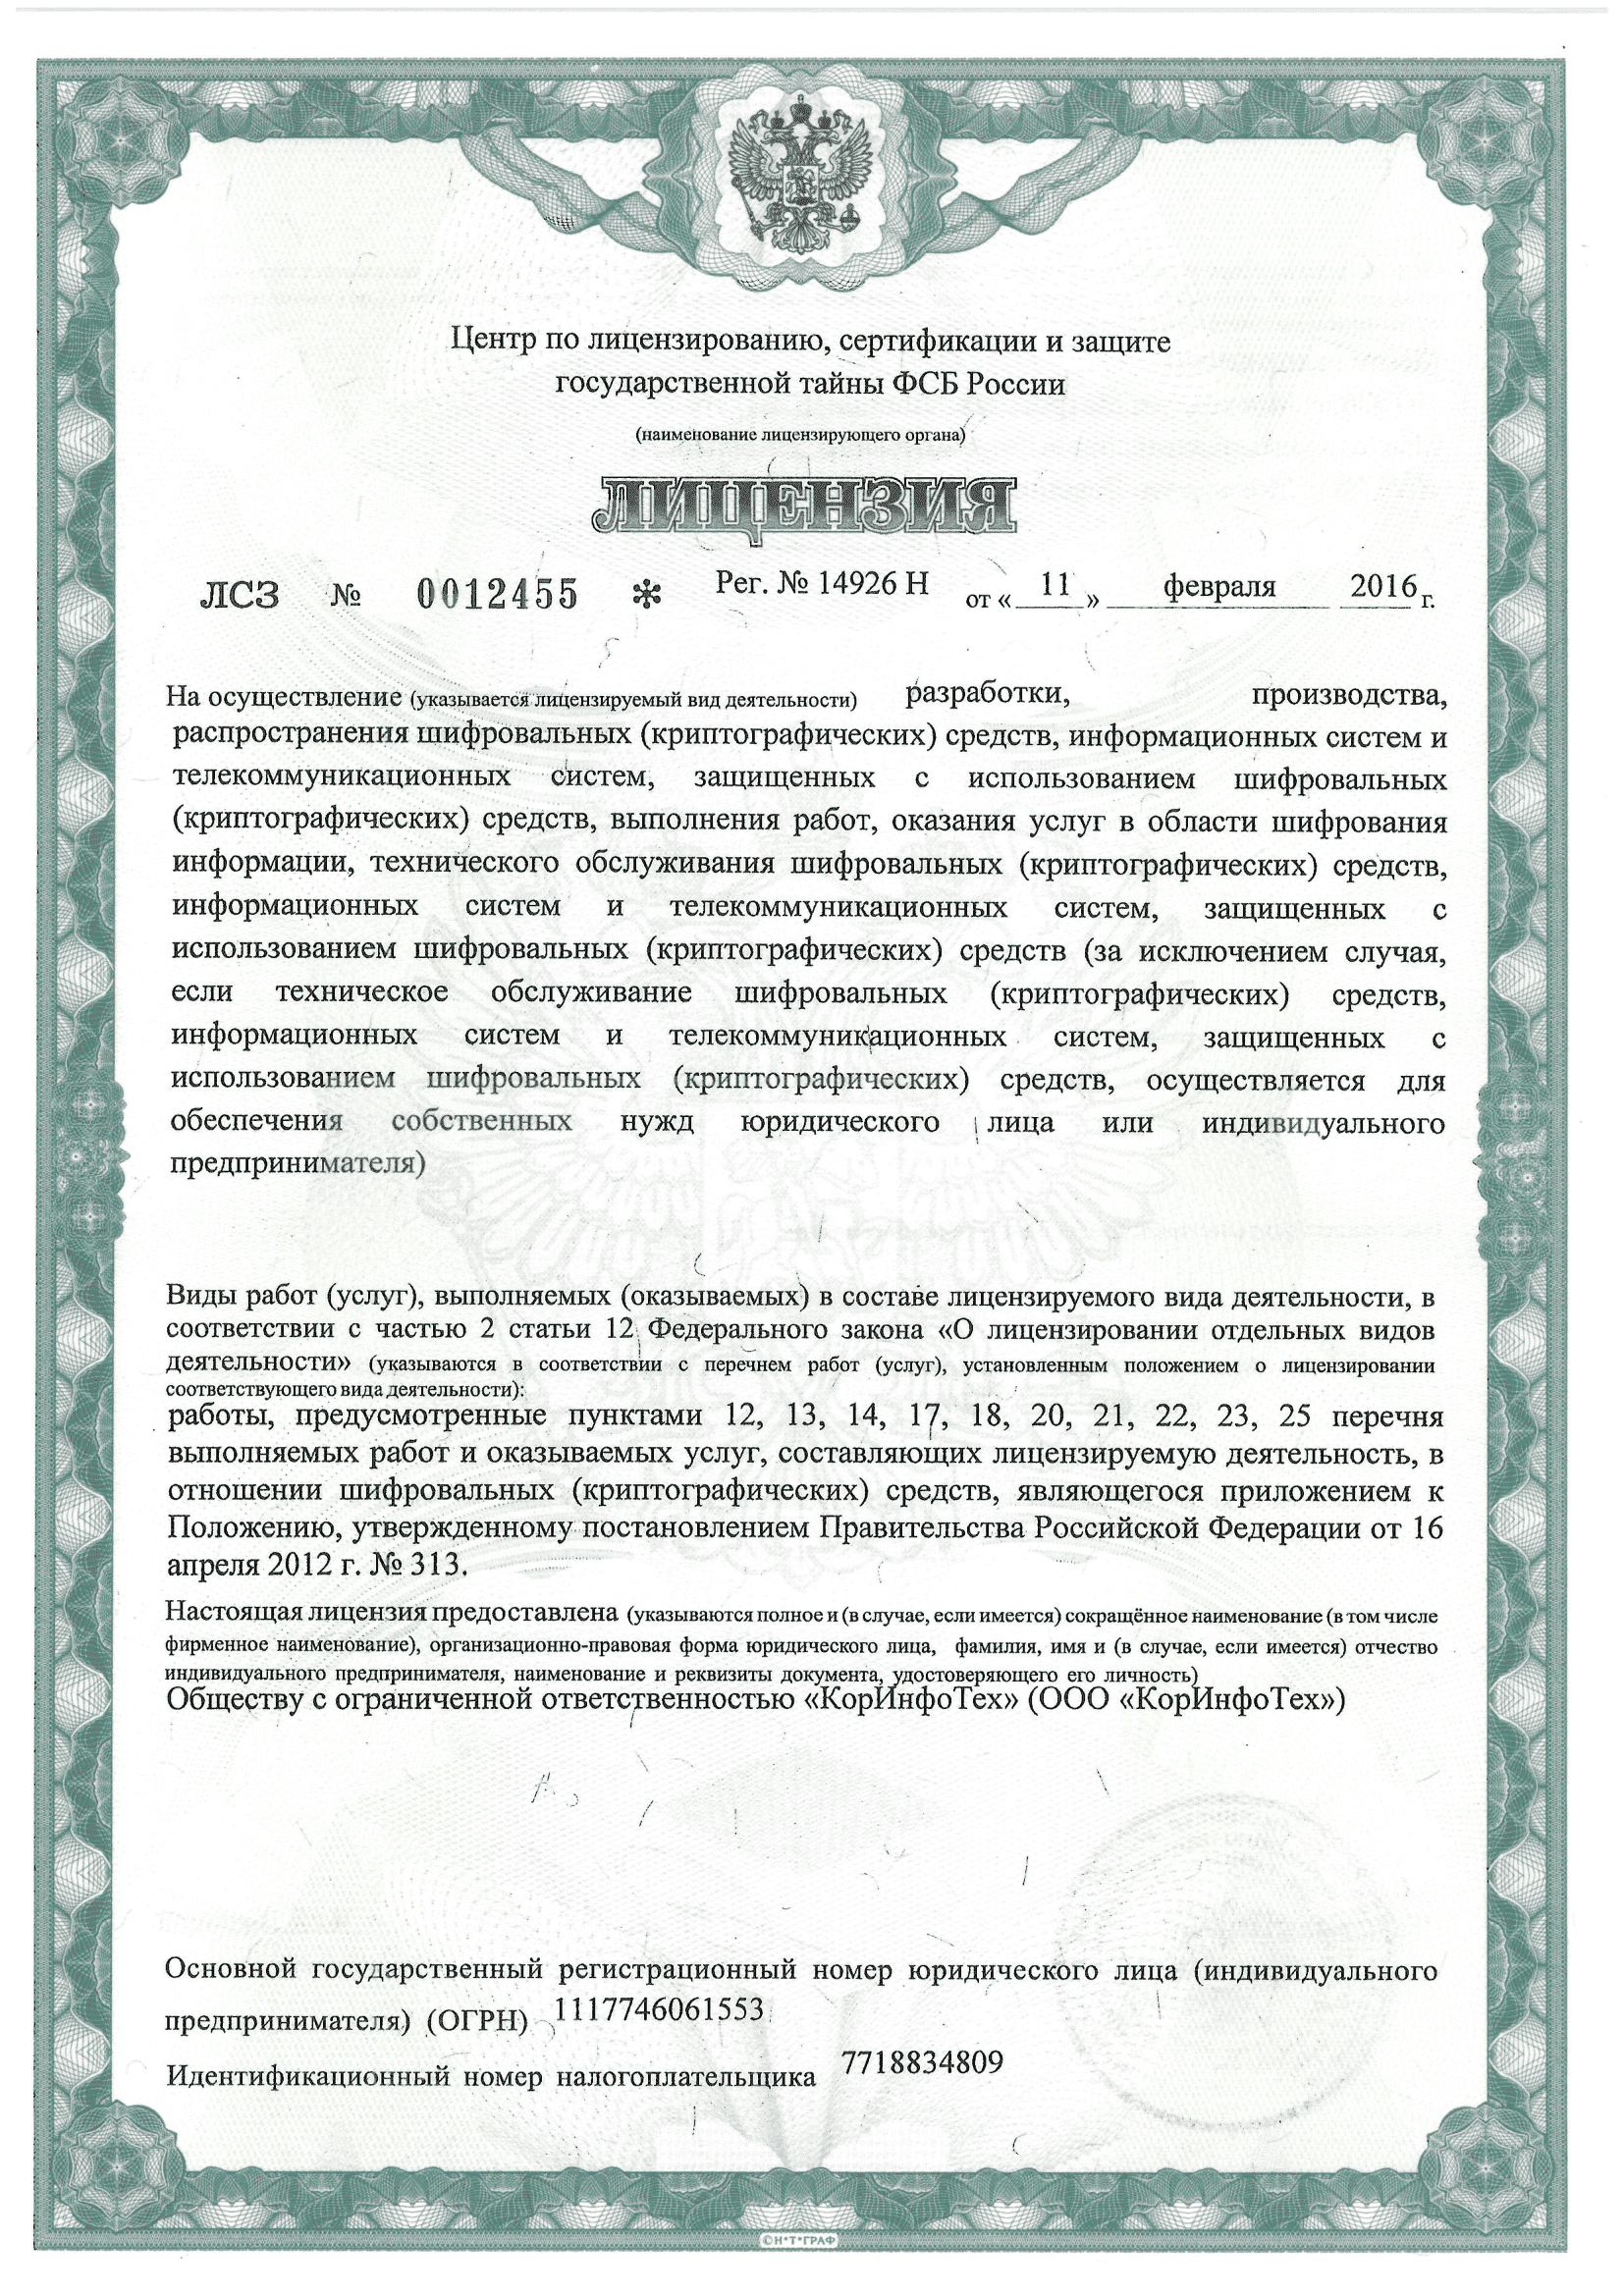 Центр по лицензированию, сертификации и защите
государственной тайны ФСБ России
(наименование лицензирующего органа)
ЛИЦЕНЗИЯ
ЛСЗ № 0012455 * Рег. № 14926 Н от « 11 » февраля 2016 г.
На осуществление (указывается лицензируемый вид деятельности) разработки, производства,
распространения шифровальных (криптографических) средств, информационных систем и
телекоммуникационных систем, защищенных с использованием шифровальных
(криптографических) средств, выполнения работ, оказания услуг в области шифрования
информации, технического обслуживания шифровальных (криптографических) средств,
информационных систем и телекоммуникационных систем, защищенных с
использованием шифровальных (криптографических) средств (за исключением случая,
если техническое обслуживание шифровальных (криптографических) средств,
информационных систем и телекоммуникационных систем, защищенных с
использованием шифровальных (криптографических) средств, осуществляется для
обеспечения собственных нужд юридического лица или индивидуального
предпринимателя)
Виды работ (услуг), выполняемых (оказываемых) в составе лицензируемого вида деятельности, в
соответствии с частью 2 статьи 12 Федерального закона «О лицензировании отдельных видов
деятельности» (указываются в соответствии с перечнем работ (услуг), установленным положением о лицензировании
соответствующего вида деятельности):
работы, предусмотренные пунктами 12, 13, 14, 17, 18, 20, 21, 22, 23, 25 перечня
выполняемых работ и оказываемых услуг, составляющих лицензируемую деятельность, в
отношении шифровальных (криптографических) средств, являющегося приложением к
Положению, утвержденному постановлением Правительства Российской Федерации от 16
апреля 2012 г. № 313.
Настоящая лицензия предоставлена (указываются полное и (в случае, если имеется) сокращённое наименование (в том числе
фирменное наименование), организационно-правовая форма юридического лица, фамилия, имя и (в случае, если имеется) отчество
индивидуального предпринимателя, наименование и реквизиты документа, удостоверяющего его личность)
Обществу с ограниченной ответственностью «КорИнфоТех» (ООО «КорИнфоТех»)
Основной государственный регистрационный номер юридического лица (индивидуального
предпринимателя) (ОГРН) 1117746061553
Идентификационный номер налогоплательщика 7718834809
©Н*Т*ГРАФ